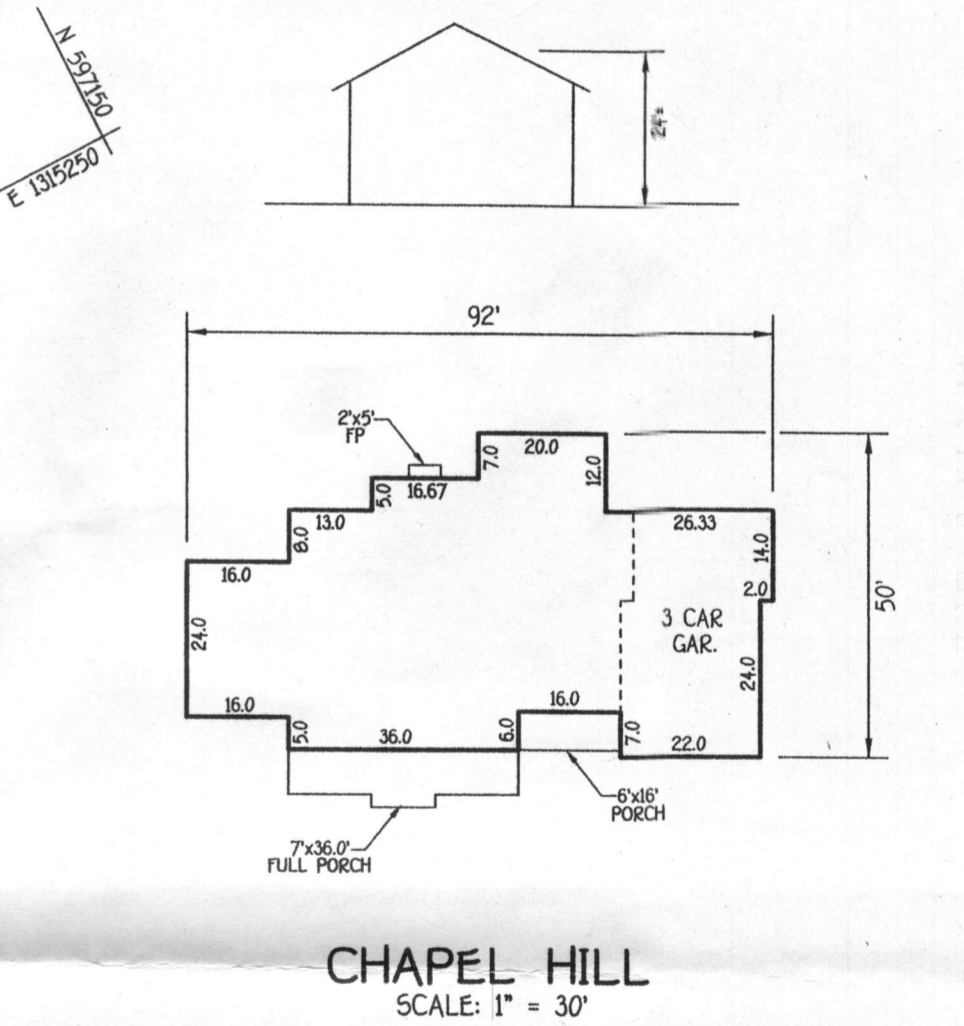 N 597150
E 1315250
24'±
92'
2'x5'
FP
7.0
20.0
12.0
5.0
16.67
13.0
8.0
26.33
14.0
16.0
2.0
50'
3 CAR
GAR.
24.0
24.0
16.0
16.0
5.0
36.0
6.0
7.0
22.0
6'x16'
PORCH
7'x36.0'
FULL PORCH
CHAPEL HILL
SCALE: 1" = 30'